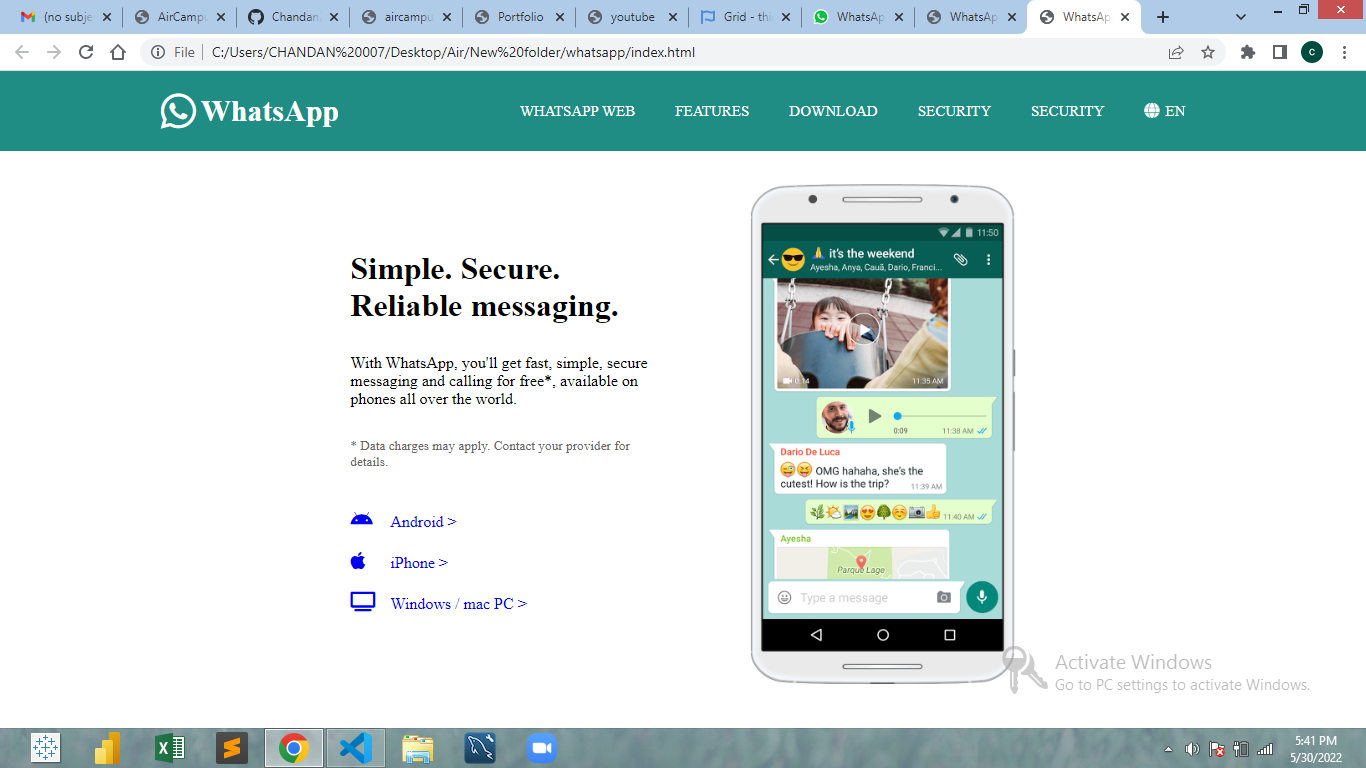 (no subje
AirCampu
Chandan
aircampu
Portfolio
youtube
Grid - thi
WhatsAp
WhatsAp
WhatsAp
File
C:/Users/CHANDAN%20007/Desktop/Air/New%20folder/whatsapp/index.html
c
WhatsApp
WHATSAPP WEB
FEATURES
DOWNLOAD
SECURITY
SECURITY
EN
Simple. Secure.
Reliable messaging.
With WhatsApp, you'll get fast, simple, secure
messaging and calling for free*, available on
phones all over the world.
* Data charges may apply. Contact your provider for
details.
Android >
iPhone >
Windows / mac PC >
11:50
🙏 it's the weekend
Ayesha, Anya, Cauã, Dario, Franci...
0:14
11:35 AM
0:09
11:38 AM
Dario De Luca
😜😝 OMG hahaha, she's the
cutest! How is the trip?
11:39 AM
🌿🌤🏞😍🌳☺📷👍 11:40 AM
Ayesha
Parque Lage
Type a message
Activate Windows
Go to PC settings to activate Windows.
5:41 PM
5/30/2022